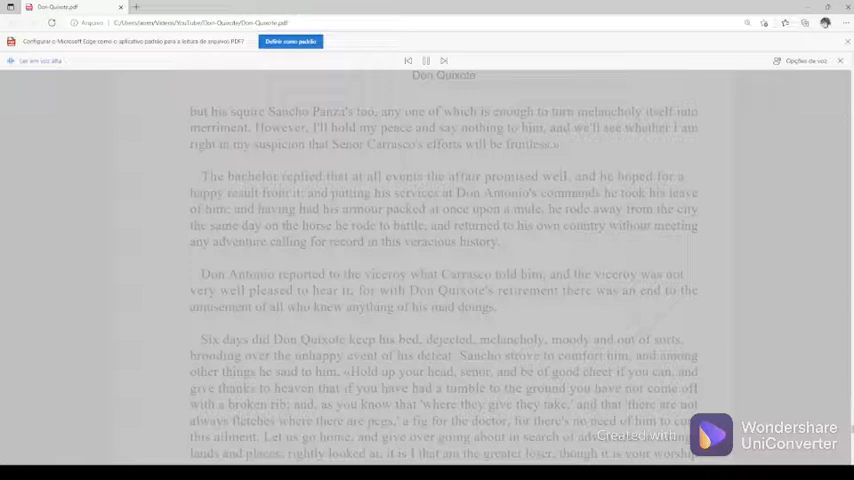 Don-Quixote.pdf
Arquivo C:/Users/
Configurar o Microsoft Edge como o aplicativo padrão para a leitura de arquivos PDF? Definir como padrão
Ler em voz alta Opções de voz
Don Quixote
but his squire Sancho Panza's too, any one of which is enough to turn melancholy itself into
merriment. However, I'll hold my peace and say nothing to him, and we'll see whether I am
right in my suspicion that Senor Carrasco's efforts will be fruitless.»
The bachelor replied that at all events the affair promised well, and he hoped for a
happy result from it; and putting his services at Don Antonio's commands he took his leave
of him; and having had his armour packed at once upon a mule, he rode away from the city
the same day on the horse he rode to battle, and returned to his own country without meeting
any adventure calling for record in this veracious history.
Don Antonio reported to the viceroy what Carrasco told him, and the viceroy was not
very well pleased to hear it, for with Don Quixote's retirement there was an end to the
amusement of all who knew anything of his mad doings.
Six days did Don Quixote keep his bed, dejected, melancholy, moody and out of sorts,
brooding over the unhappy event of his defeat. Sancho strove to comfort him, and among
other things he said to him, «Hold up your head, senor, and be of good cheer if you can, and
give thanks to heaven that if you have had a tumble to the ground you have not come off
with a broken rib; and, as you know that 'where they give they take,' and that 'there are not
always fletches where there are pegs,' a fig for the doctor, for there's no need of him to
this ailment. Let us go home, and give over going about in search of
lands and places; rightly looked at, it is I that am the greater loser, though it is your worship
Created with
Wondershare
UniConverter